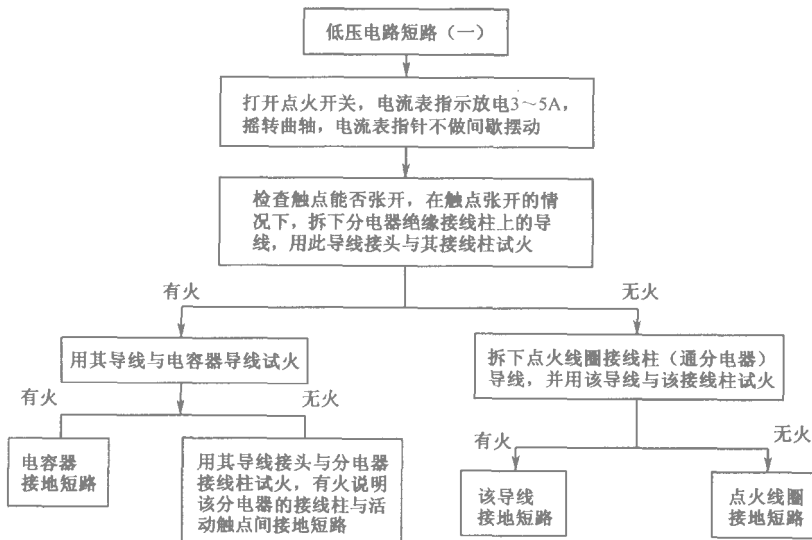 低压电路短路（一）
打开点火开关，电流表指示放电3～5A，
摇转曲轴，电流表指针不做间歇摆动
检查触点能否张开，在触点张开的情
况下，拆下分电器绝缘接线柱上的导
线，用此导线接头与其接线柱试火
有火
无火
用其导线与电容器导线试火
拆下点火线圈接线柱（通分电器）
导线，并用该导线与该接线柱试火
有火
无火
有火
无火
电容器
接地短路
用其导线接头与分电器
接线柱试火，有火说明
该分电器的接线柱与活
动触点间接地短路
该导线
接地短路
点火线圈
接地短路